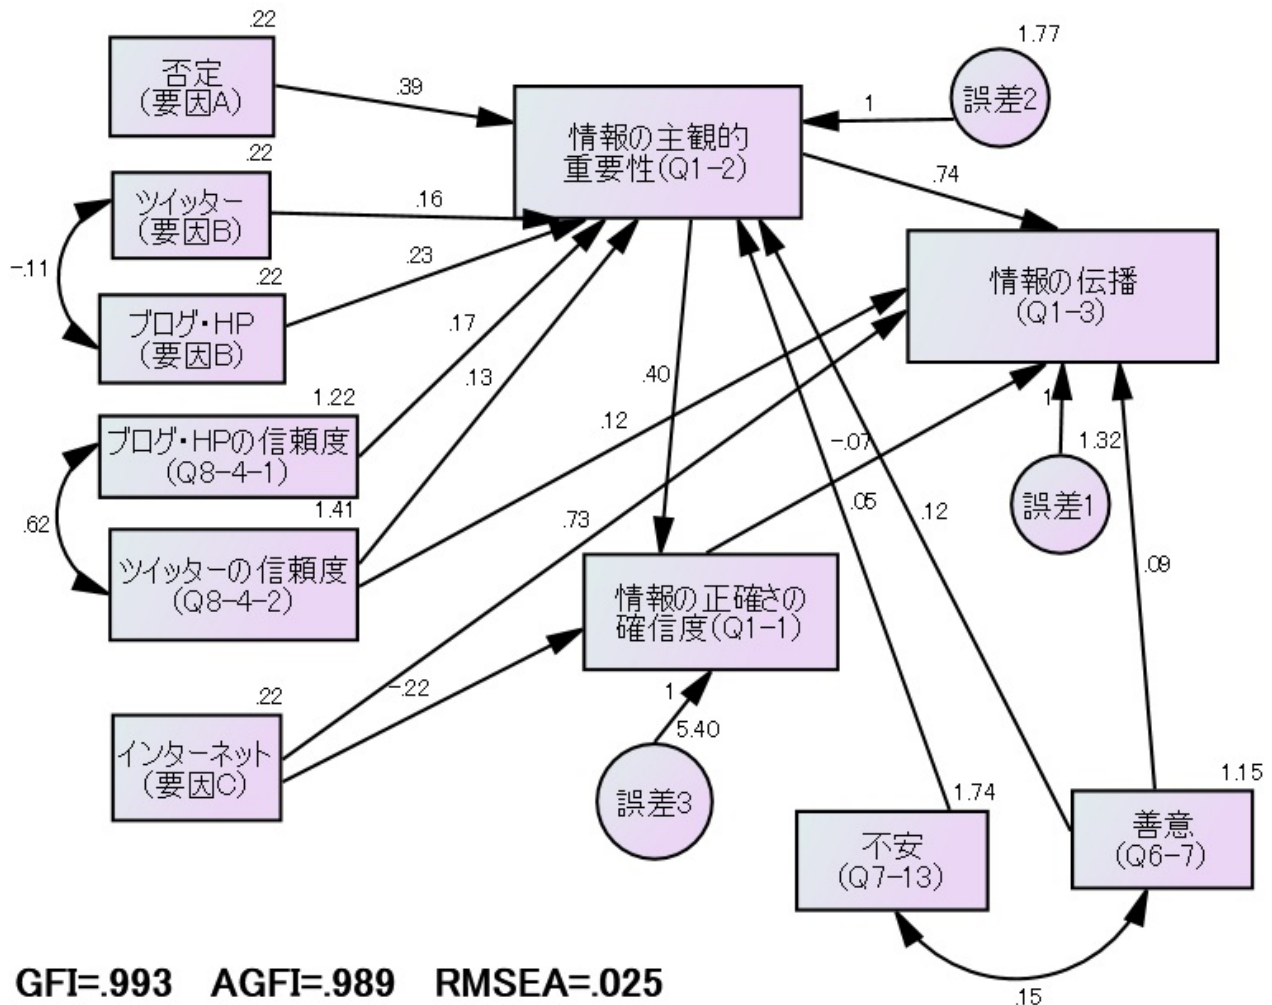 .22
否定
(要因A)
.39
1.77
誤差2
1
情報の主観的
重要性(Q1-2)
.22
ツイッター
(要因B)
.16
.74
-.11
.22
ブログ・HP
(要因B)
.23
情報の伝播
(Q1-3)
1.22
ブログ・HPの信頼度
(Q8-4-1)
.17
.13
.40
.12
-.07
1
1.32
誤差1
.62
1.41
ツイッターの信頼度
(Q8-4-2)
.73
.05
.12
.09
情報の正確さの
確信度(Q1-1)
.22
インターネット
(要因C)
-.22
1
5.40
誤差3
1.74
不安
(Q7-13)
1.15
善意
(Q6-7)
.15
GFI=.993 AGFI=.989 RMSEA=.025